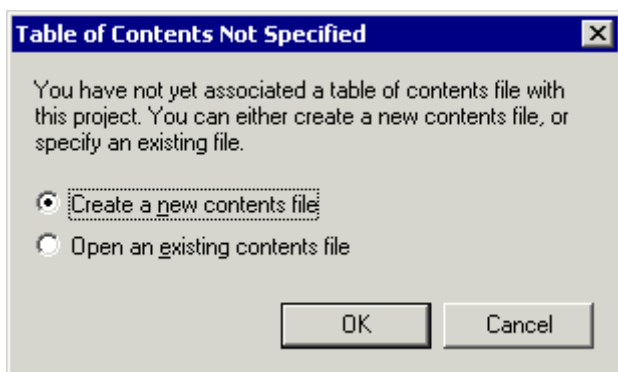 Table of Contents Not Specified
You have not yet associated a table of contents file with
this project. You can either create a new contents file, or
specify an existing file.
Create a new contents file
Open an existing contents file
OK Cancel